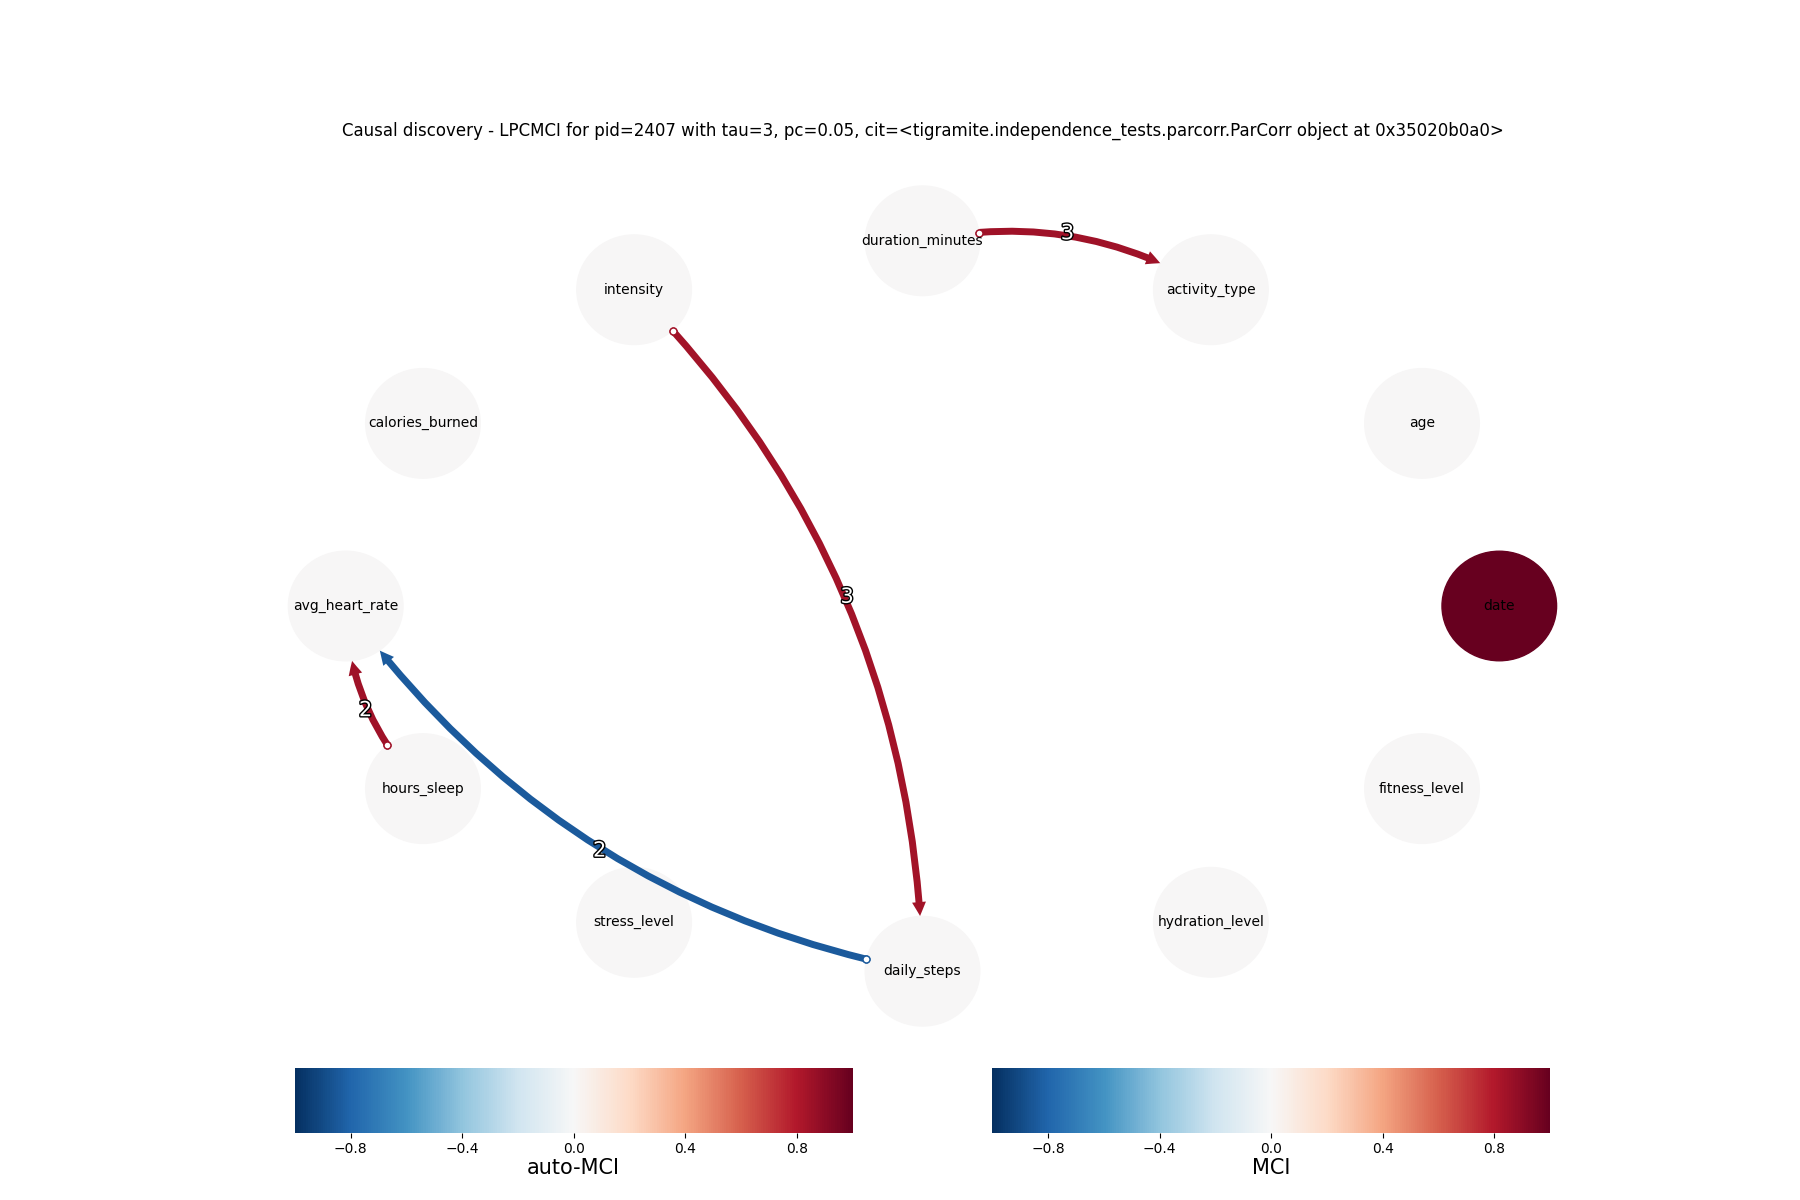 Causal discovery - LPCMCI for pid=2407 with tau=3, pc=0.05, cit=<tigramite.independence_tests.parcorr.ParCorr object at 0x35020b0a0>
duration_minutes
3
intensity
activity_type
calories_burned
age
3
avg_heart_rate
date
2
hours_sleep
fitness_level
2
stress_level
hydration_level
daily_steps
−0.8 −0.4 0.0 0.4 0.8
auto-MCI
−0.8 −0.4 0.0 0.4 0.8
MCI